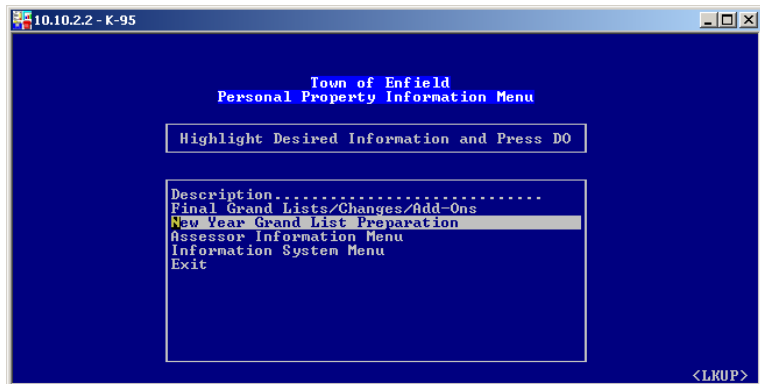 10.10.2.2 - K-95
Town of Enfield
Personal Property Information Menu
Highlight Desired Information and Press DO
Description.............................
Final Grand Lists/Changes/Add-Ons
New Year Grand List Preparation
Assessor Information Menu
Information System Menu
Exit
<LKUP>